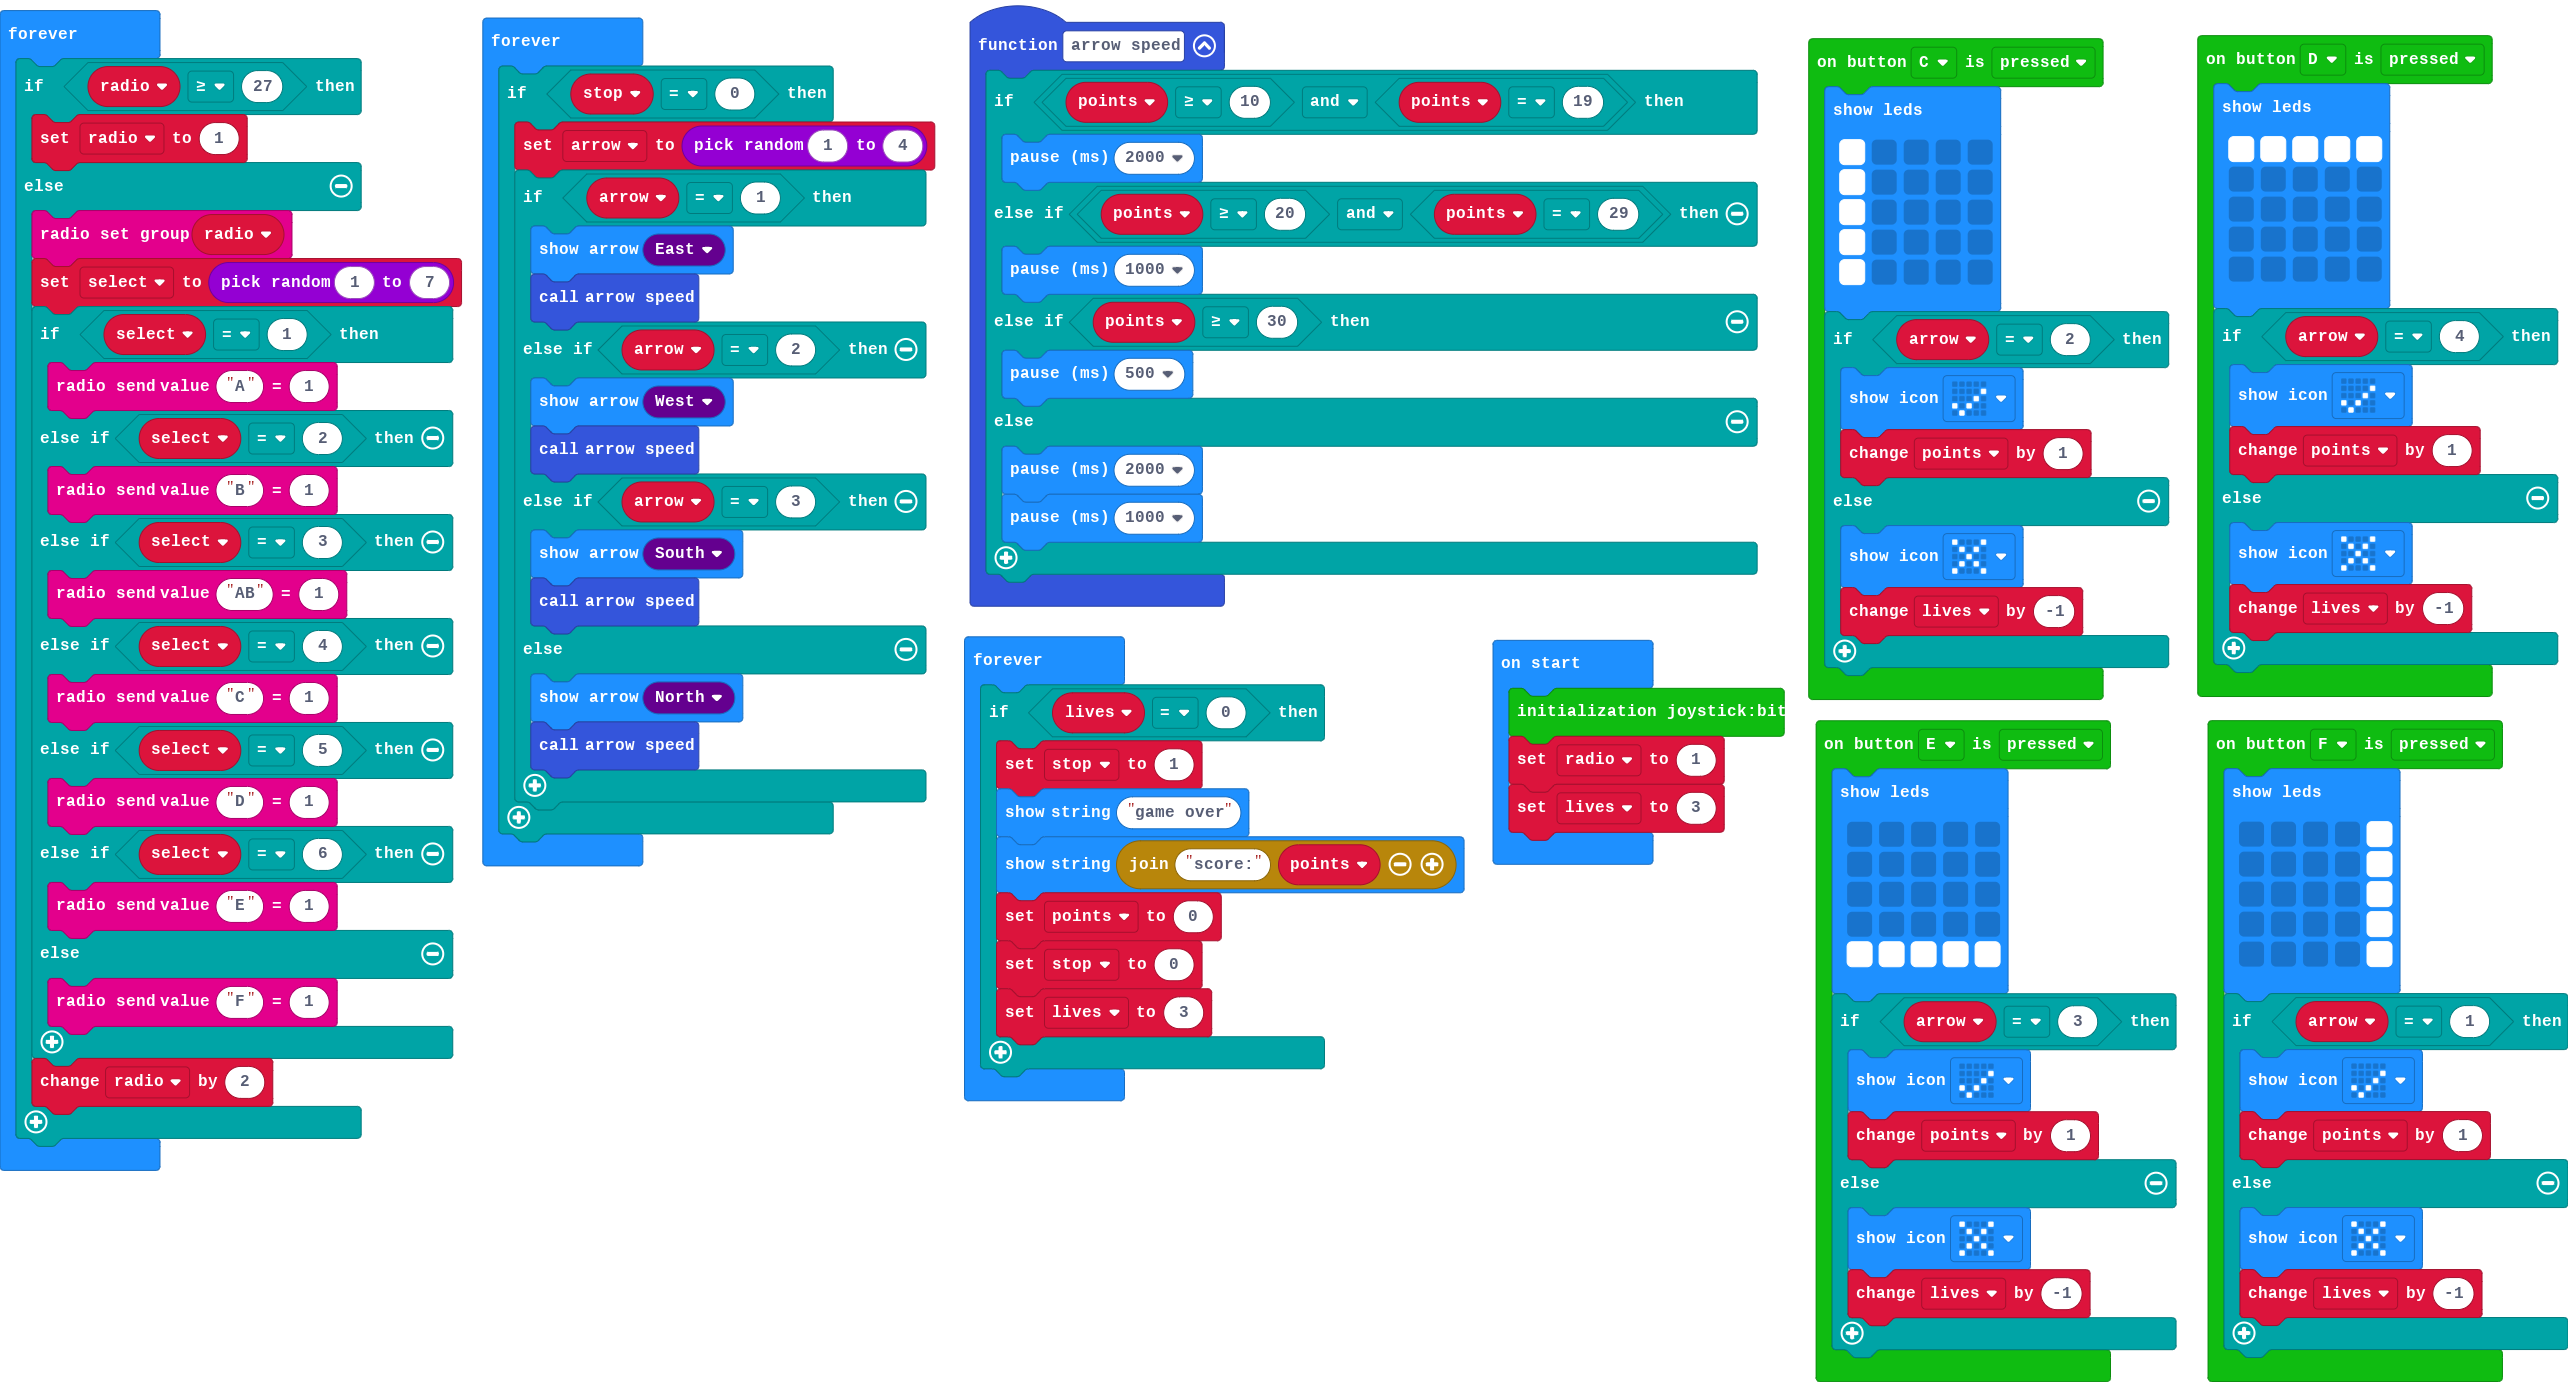 forever
if radio ≥ 27 then
set radio to 1
else
radio set group radio
set select to pick random 1 to 7
if select = 1 then
radio send value "A" = 1
else if select = 2 then
radio send value "B" = 1
else if select = 3 then
radio send value "AB" = 1
else if select = 4 then
radio send value "C" = 1
else if select = 5 then
radio send value "D" = 1
else if select = 6 then
radio send value "E" = 1
else
radio send value "F" = 1
change radio by 2
forever
if stop = 0 then
set arrow to pick random 1 to 4
if arrow = 1 then
show arrow East
call arrow speed
else if arrow = 2 then
show arrow West
call arrow speed
else if arrow = 3 then
show arrow South
call arrow speed
else
show arrow North
call arrow speed
function arrow speed
if points ≥ 10 and points = 19 then
pause (ms) 2000
else if points ≥ 20 and points = 29 then
pause (ms) 1000
else if points ≥ 30 then
pause (ms) 500
else
pause (ms) 2000
pause (ms) 1000
forever
if lives = 0 then
set stop to 1
show string "game over"
show string join "score:" points
set points to 0
set stop to 0
set lives to 3
on start
initialization joystick:bit
set radio to 1
set lives to 3
on button C is pressed
show leds
if arrow = 2 then
show icon
change points by 1
else
show icon
change lives by -1
on button D is pressed
show leds
if arrow = 4 then
show icon
change points by 1
else
show icon
change lives by -1
on button E is pressed
show leds
if arrow = 3 then
show icon
change points by 1
else
show icon
change lives by -1
on button F is pressed
show leds
if arrow = 1 then
show icon
change points by 1
else
show icon
change lives by -1